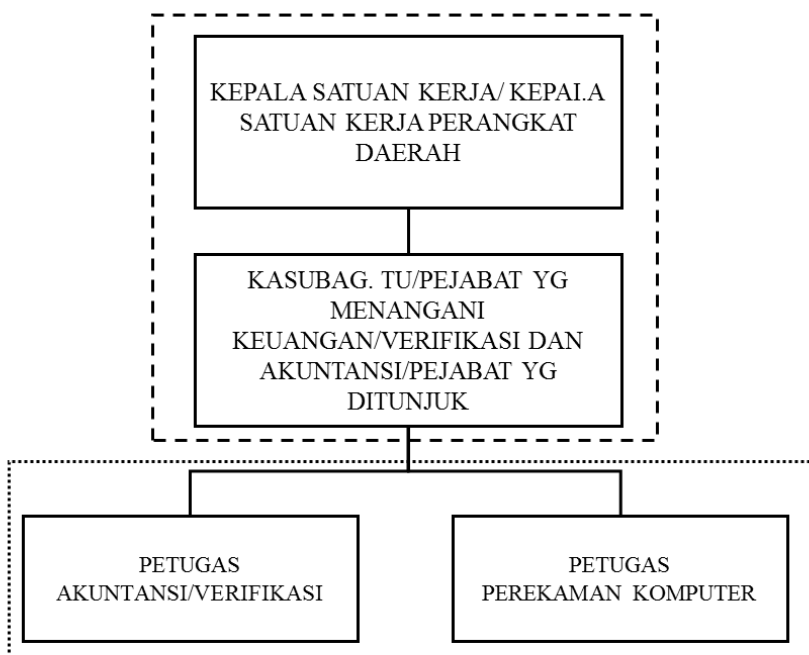 KEPALA SATUAN KERJA/ KEPAI.A
SATUAN KERJA PERANGKAT
DAERAH
KASUBAG. TU/PEJABAT YG
MENANGANI
KEUANGAN/VERIFIKASI DAN
AKUNTANSI/PEJABAT YG
DITUNJUK
PETUGAS
AKUNTANSI/VERIFIKASI
PETUGAS
PEREKAMAN KOMPUTER